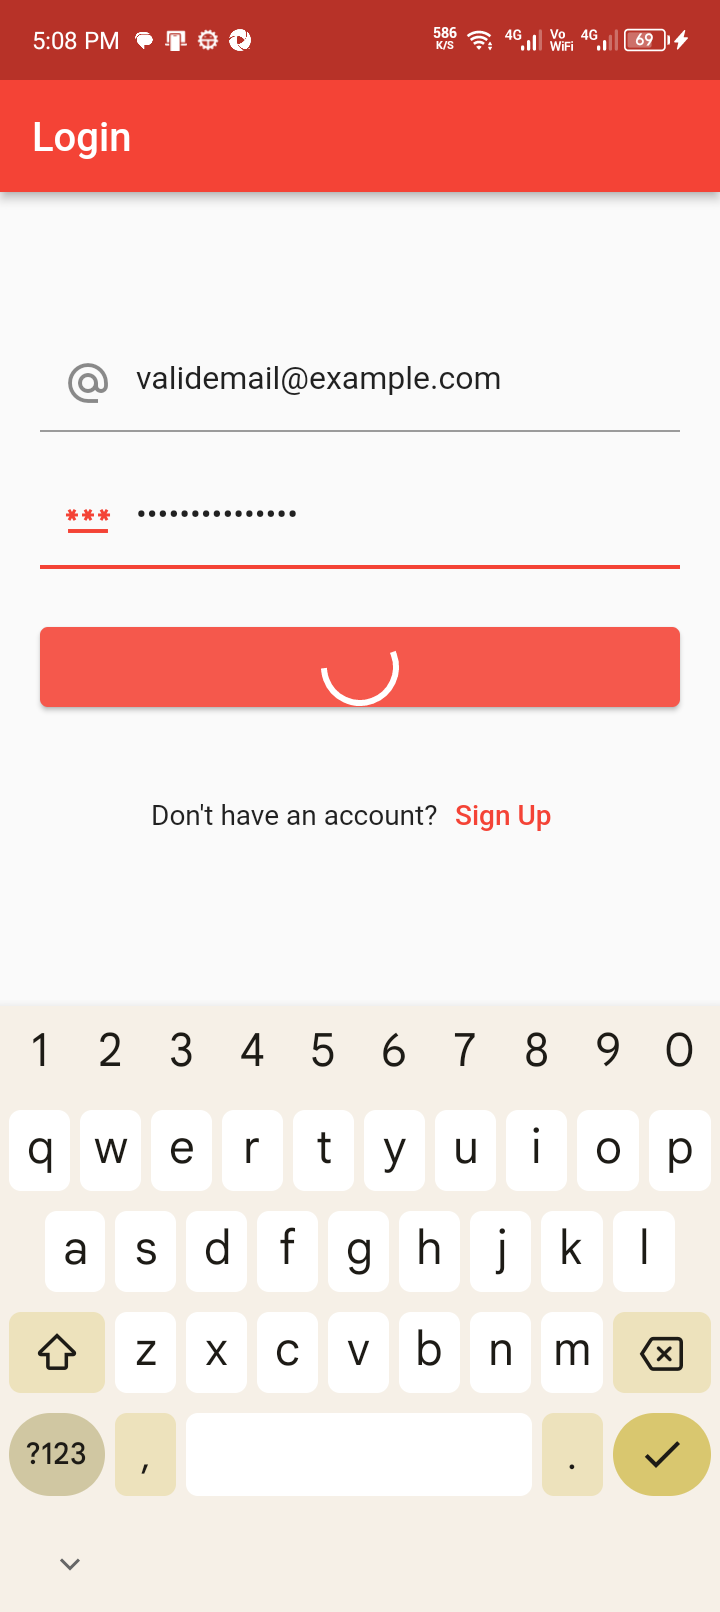 5:08 PM 586 K/S 4G Vo WiFi 4G 69
Login
validemail@example.com
•••••••••••••••
Don't have an account? Sign Up
1 2 3 4 5 6 7 8 9 0
q w e r t y u i o p
a s d f g h j k l
z x c v b n m
?123 , .